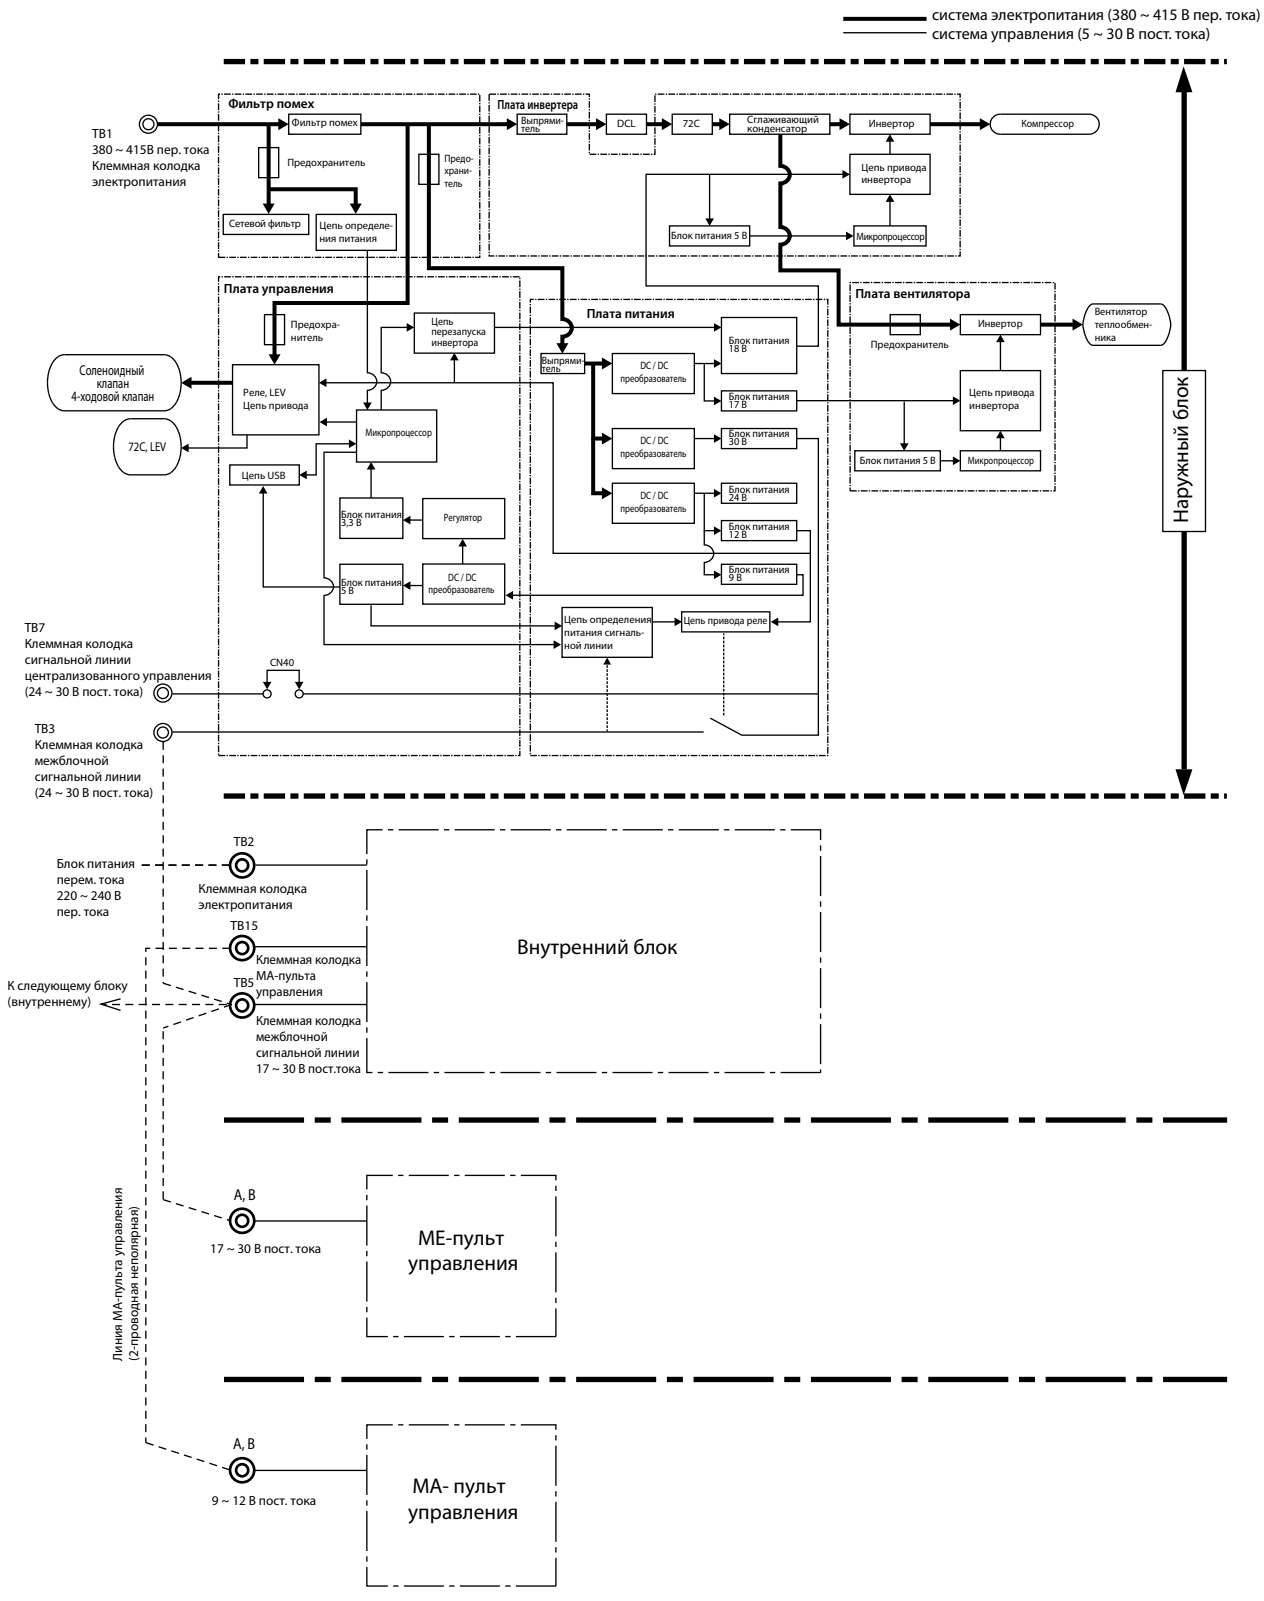 система электропитания (380 ~ 415 В пер. тока)
система управления (5 ~ 30 В пост. тока)
Фильтр помех
Плата инвертера
TB1
380 ~ 415В пер. тока
Клеммная колодка
электропитания
Фильтр помех
Выпрями-
тель
DCL
72C
Сглаживающий
конденсатор
Инвертор
Компрессор
Предохранитель
Предо-
храни-
тель
Цепь привода
инвертора
Сетевой фильтр
Цепь определе-
ния питания
Блок питания 5 В
Микропроцессор
Плата управления
Плата питания
Плата вентилятора
Предохра-
нитель
Цепь
перезапуска
инвертора
Блок питания
18 В
Предохранитель
Инвертор
Вентилятор
теплообмен-
ника
Соленоидный
клапан
4-ходовой клапан
Реле, LEV
Цепь привода
Выпрями-
тель
DC / DC
преобразователь
Блок питания
17 В
Цепь привода
инвертора
72C, LEV
Микропроцессор
DC / DC
преобразователь
Блок питания
30 В
Блок питания 5 В
Микропроцессор
Наружный блок
Цепь USB
Блок питания
3,3 В
Регулятор
DC / DC
преобразователь
Блок питания
24 В
Блок питания
12 В
Блок питания
9 В
Блок питания
5 В
DC / DC
преобразователь
Цепь определения
питания сигналь-
ной линии
Цепь привода реле
TB7
Клеммная колодка
сигнальной линии
централизованного управления
(24 ~ 30 В пост. тока)
CN40
TB3
Клеммная колодка
межблочной
сигнальной линии
(24 ~ 30 В пост. тока)
TB2
Блок питания
перем. тока
220 ~ 240 В
пер. тока
Клеммная колодка
электропитания
TB15
Внутренний блок
Клеммная колодка
МА-пульта
управления
К следующему блоку
(внутреннему)
TB5
Клеммная колодка
межблочной
сигнальной линии
17 ~ 30 В пост.тока
A, B
17 ~ 30 В пост. тока
МЕ-пульт
управления
Линия МА-пульта управления
(2-проводная неполярная)
A, B
9 ~ 12 В пост. тока
МА- пульт
управления